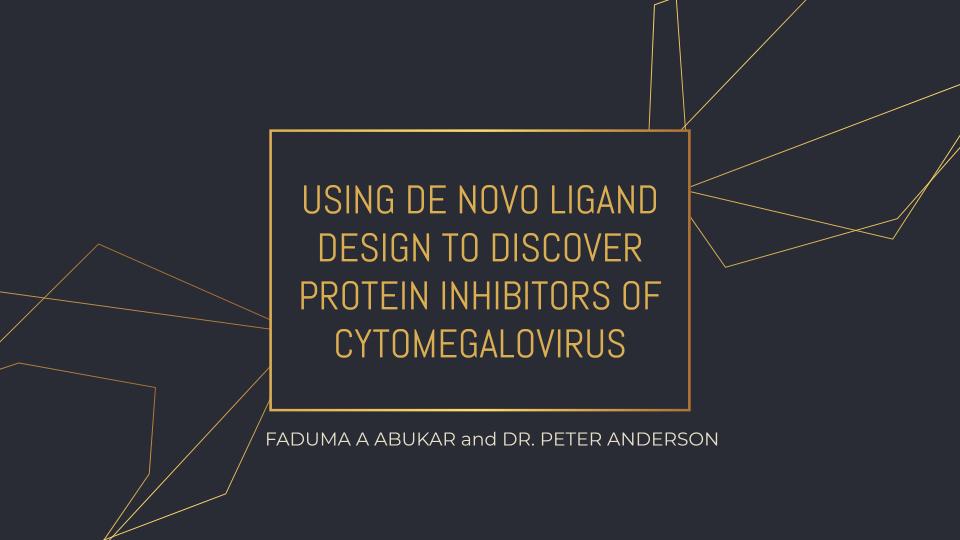 USING DE NOVO LIGAND
DESIGN TO DISCOVER
PROTEIN INHIBITORS OF
CYTOMEGALOVIRUS
FADUMA A ABUKAR and DR. PETER ANDERSON